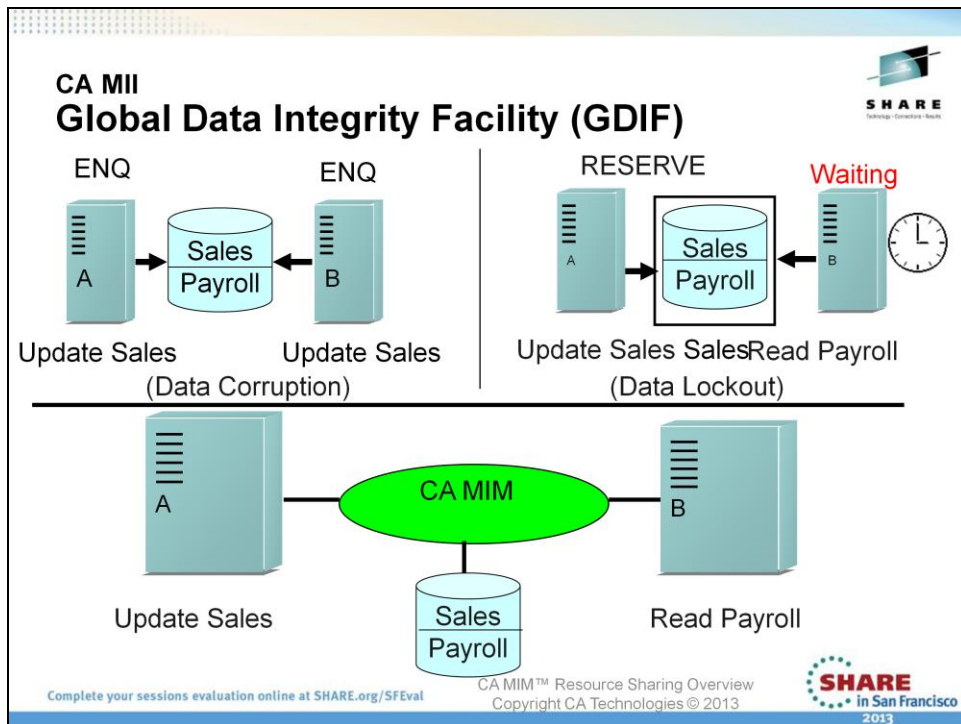 CA MII
Global Data Integrity Facility (GDIF)
SHARE
Technology • Connections • Results
ENQ
ENQ
A
Sales
Payroll
B
Update Sales
Update Sales
(Data Corruption)
RESERVE
Waiting
A
Sales
Payroll
B
Update Sales Sales
Read Payroll
(Data Lockout)
A
CA MIM
B
Update Sales
Sales
Payroll
Read Payroll
Complete your sessions evaluation online at SHARE.org/SFEval
CA MIM™ Resource Sharing Overview
Copyright CA Technologies © 2013
SHARE
in San Francisco
2013